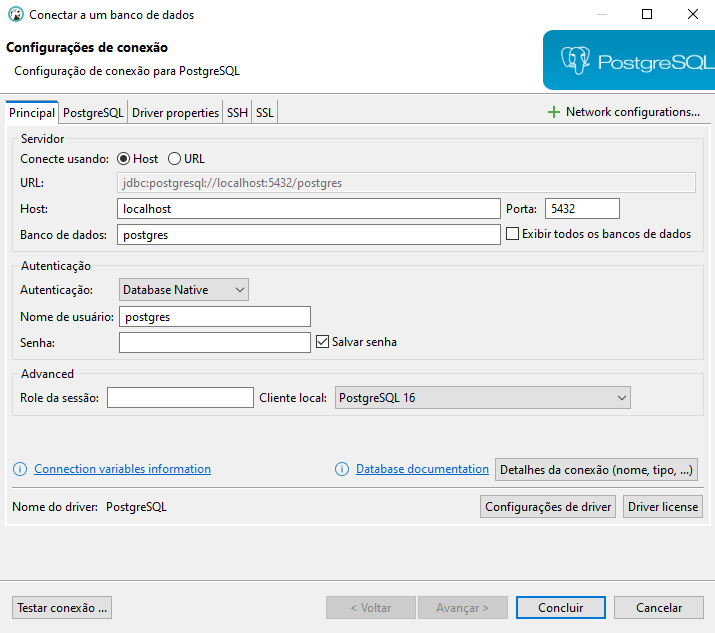 Conectar a um banco de dados
Configurações de conexão
Configuração de conexão para PostgreSQL
PostgreSQL
Principal PostgreSQL Driver properties SSH SSL Network configurations...
Servidor
Conecte usando: Host URL
URL: jdbc:postgresql://localhost:5432/postgres
Host: localhost Porta: 5432
Banco de dados: postgres Exibir todos os bancos de dados
Autenticação
Autenticação: Database Native
Nome de usuário: postgres
Senha: Salvar senha
Advanced
Role da sessão: Cliente local: PostgreSQL 16
Connection variables information Database documentation Detalhes da conexão (nome, tipo, ...)
Nome do driver: PostgreSQL Configurações de driver Driver license
Testar conexão ... < Voltar Avançar > Concluir Cancelar